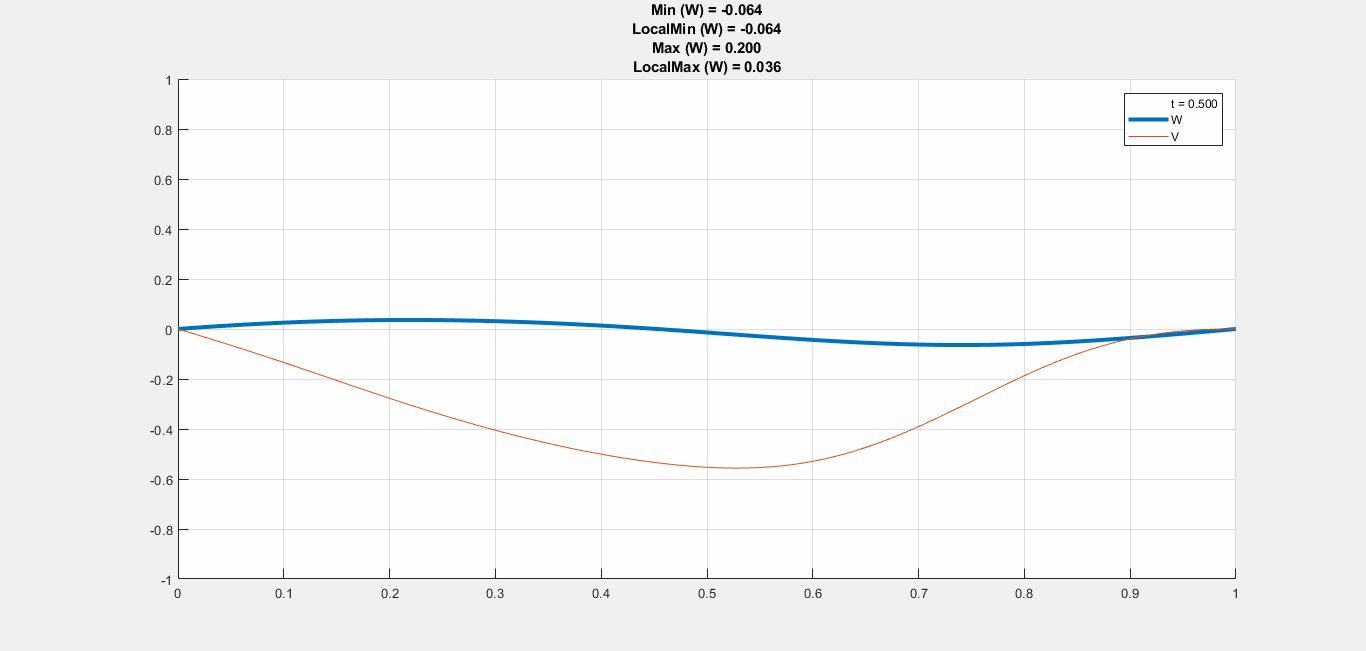 Min (W) = -0.064
LocalMin (W) = -0.064
Max (W) = 0.200
LocalMax (W) = 0.036
t = 0.500
W
V
1
0.8
0.6
0.4
0.2
0
-0.2
-0.4
-0.6
-0.8
-1
0 0.1 0.2 0.3 0.4 0.5 0.6 0.7 0.8 0.9 1